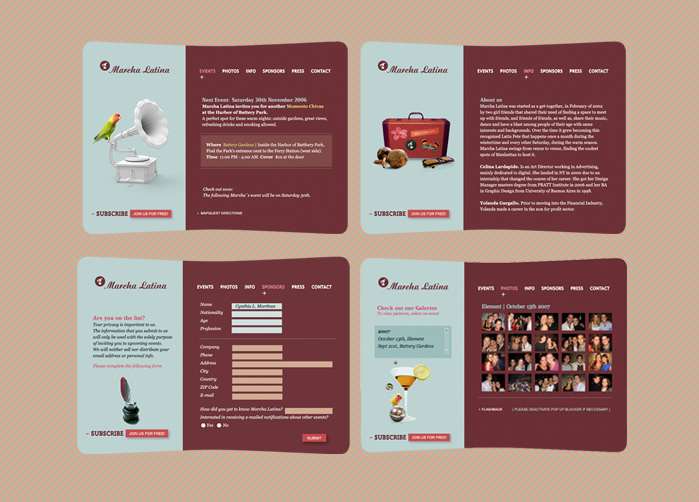 Marcha Latina
EVENTS PHOTOS INFO SPONSORS PRESS CONTACT
Next Event: Saturday 30th November 2006
Marcha Latina invites you for another Momento Chivas
at the Harbor of Battery Park.
A perfect spot for these warm nights: outside gardens, great views,
refreshing drinks and smoking allowed.
Where Battery Gardens | Inside the Harbor of Battery Park,
Find the Park's entrance next to the Ferry Station (west side).
Time 11:00 PM - 4:00 AM. Cover $10 at the door
Check out soon:
The following Marcha´s event will be on Saturday 30th.
– SUBSCRIBE JOIN US FOR FREE!
+ MAPQUEST DIRECTIONS
Marcha Latina
EVENTS PHOTOS INFO SPONSORS PRESS CONTACT
About us
Marcha Latina was started as a get-together, in February of 2002
by two girl friends that shared their need of finding a space to meet
up with friends, and friends of friends, as well as, share their music,
dance and have a blast among people of their age with same
interests and backgrounds. Over the time it grew becoming this
recognized Latin Fete that happens once a month during the
wintertime and every other Saturday, during the warm season.
Marcha Latina swings from venue to venue, finding the coolest
spots of Manhattan to host it.
Celina Lardapide. Is an Art Director working in Advertising,
mainly dedicated to digital. She landed in NY in 2000 due to an
internship that changed the course of her career. She got her Design
Manager masters degree from PRATT Institute in 2006 and her BA
in Graphic Design from University of Buenos Aires in 1998.
Yolanda Gargallo. Prior to moving into the Financial Industry,
Yolanda made a career in the non for profit sector.
– SUBSCRIBE JOIN US FOR FREE!
Marcha Latina
EVENTS PHOTOS INFO SPONSORS PRESS CONTACT
Are you on the list?
Your privacy is important to us.
The information that you submit to us
will only be used with the solely purpose
of inviting you to upcoming events.
We will neither sell nor distribute your
email address or personal info.
Please complete the following form
Name Cynthia L. Martinez
Nationality
Age
Profession
Company
Phone
Address
City
Country
ZIP Code
E-mail
How did you get to know Marcha Latina?
Interested in receiving e-mailed notifications about other events?
Yes No
SUBMIT
– SUBSCRIBE JOIN US FOR FREE!
Marcha Latina
EVENTS PHOTOS INFO SPONSORS PRESS CONTACT
Check out our Galeries
To view pictures, select an event
2007
October 13th, Element
Sept 21st, Battery Gardens
Element | October 13th 2007
+ FLASHBACK | PLEASE DEACTIVATE POP UP BLOCKER IF NECCESARY |
– SUBSCRIBE JOIN US FOR FREE!